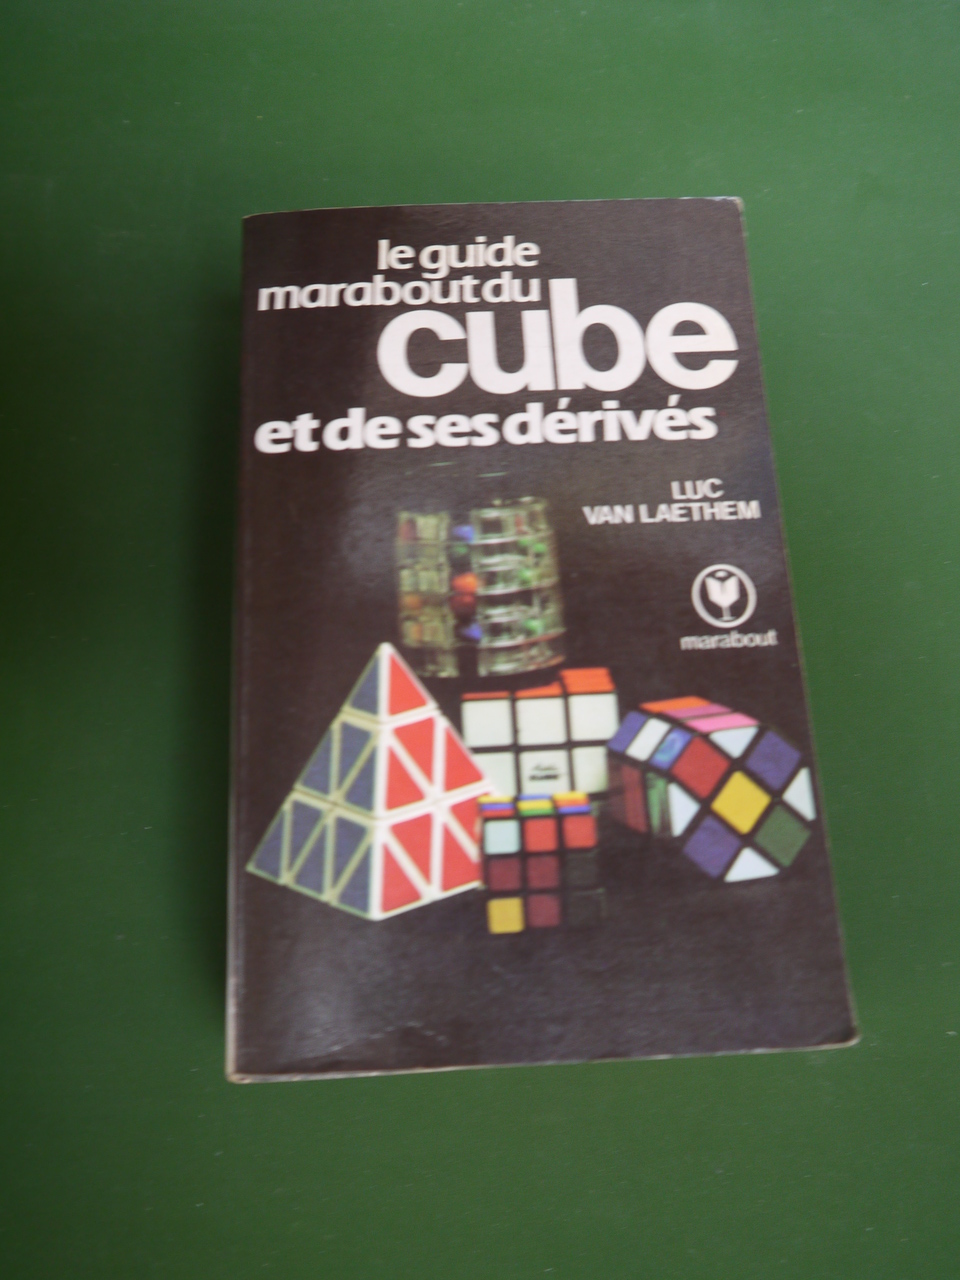 le guide
marabout du
cube
et de ses dérivés
LUC
VAN LAETHEM
marabout